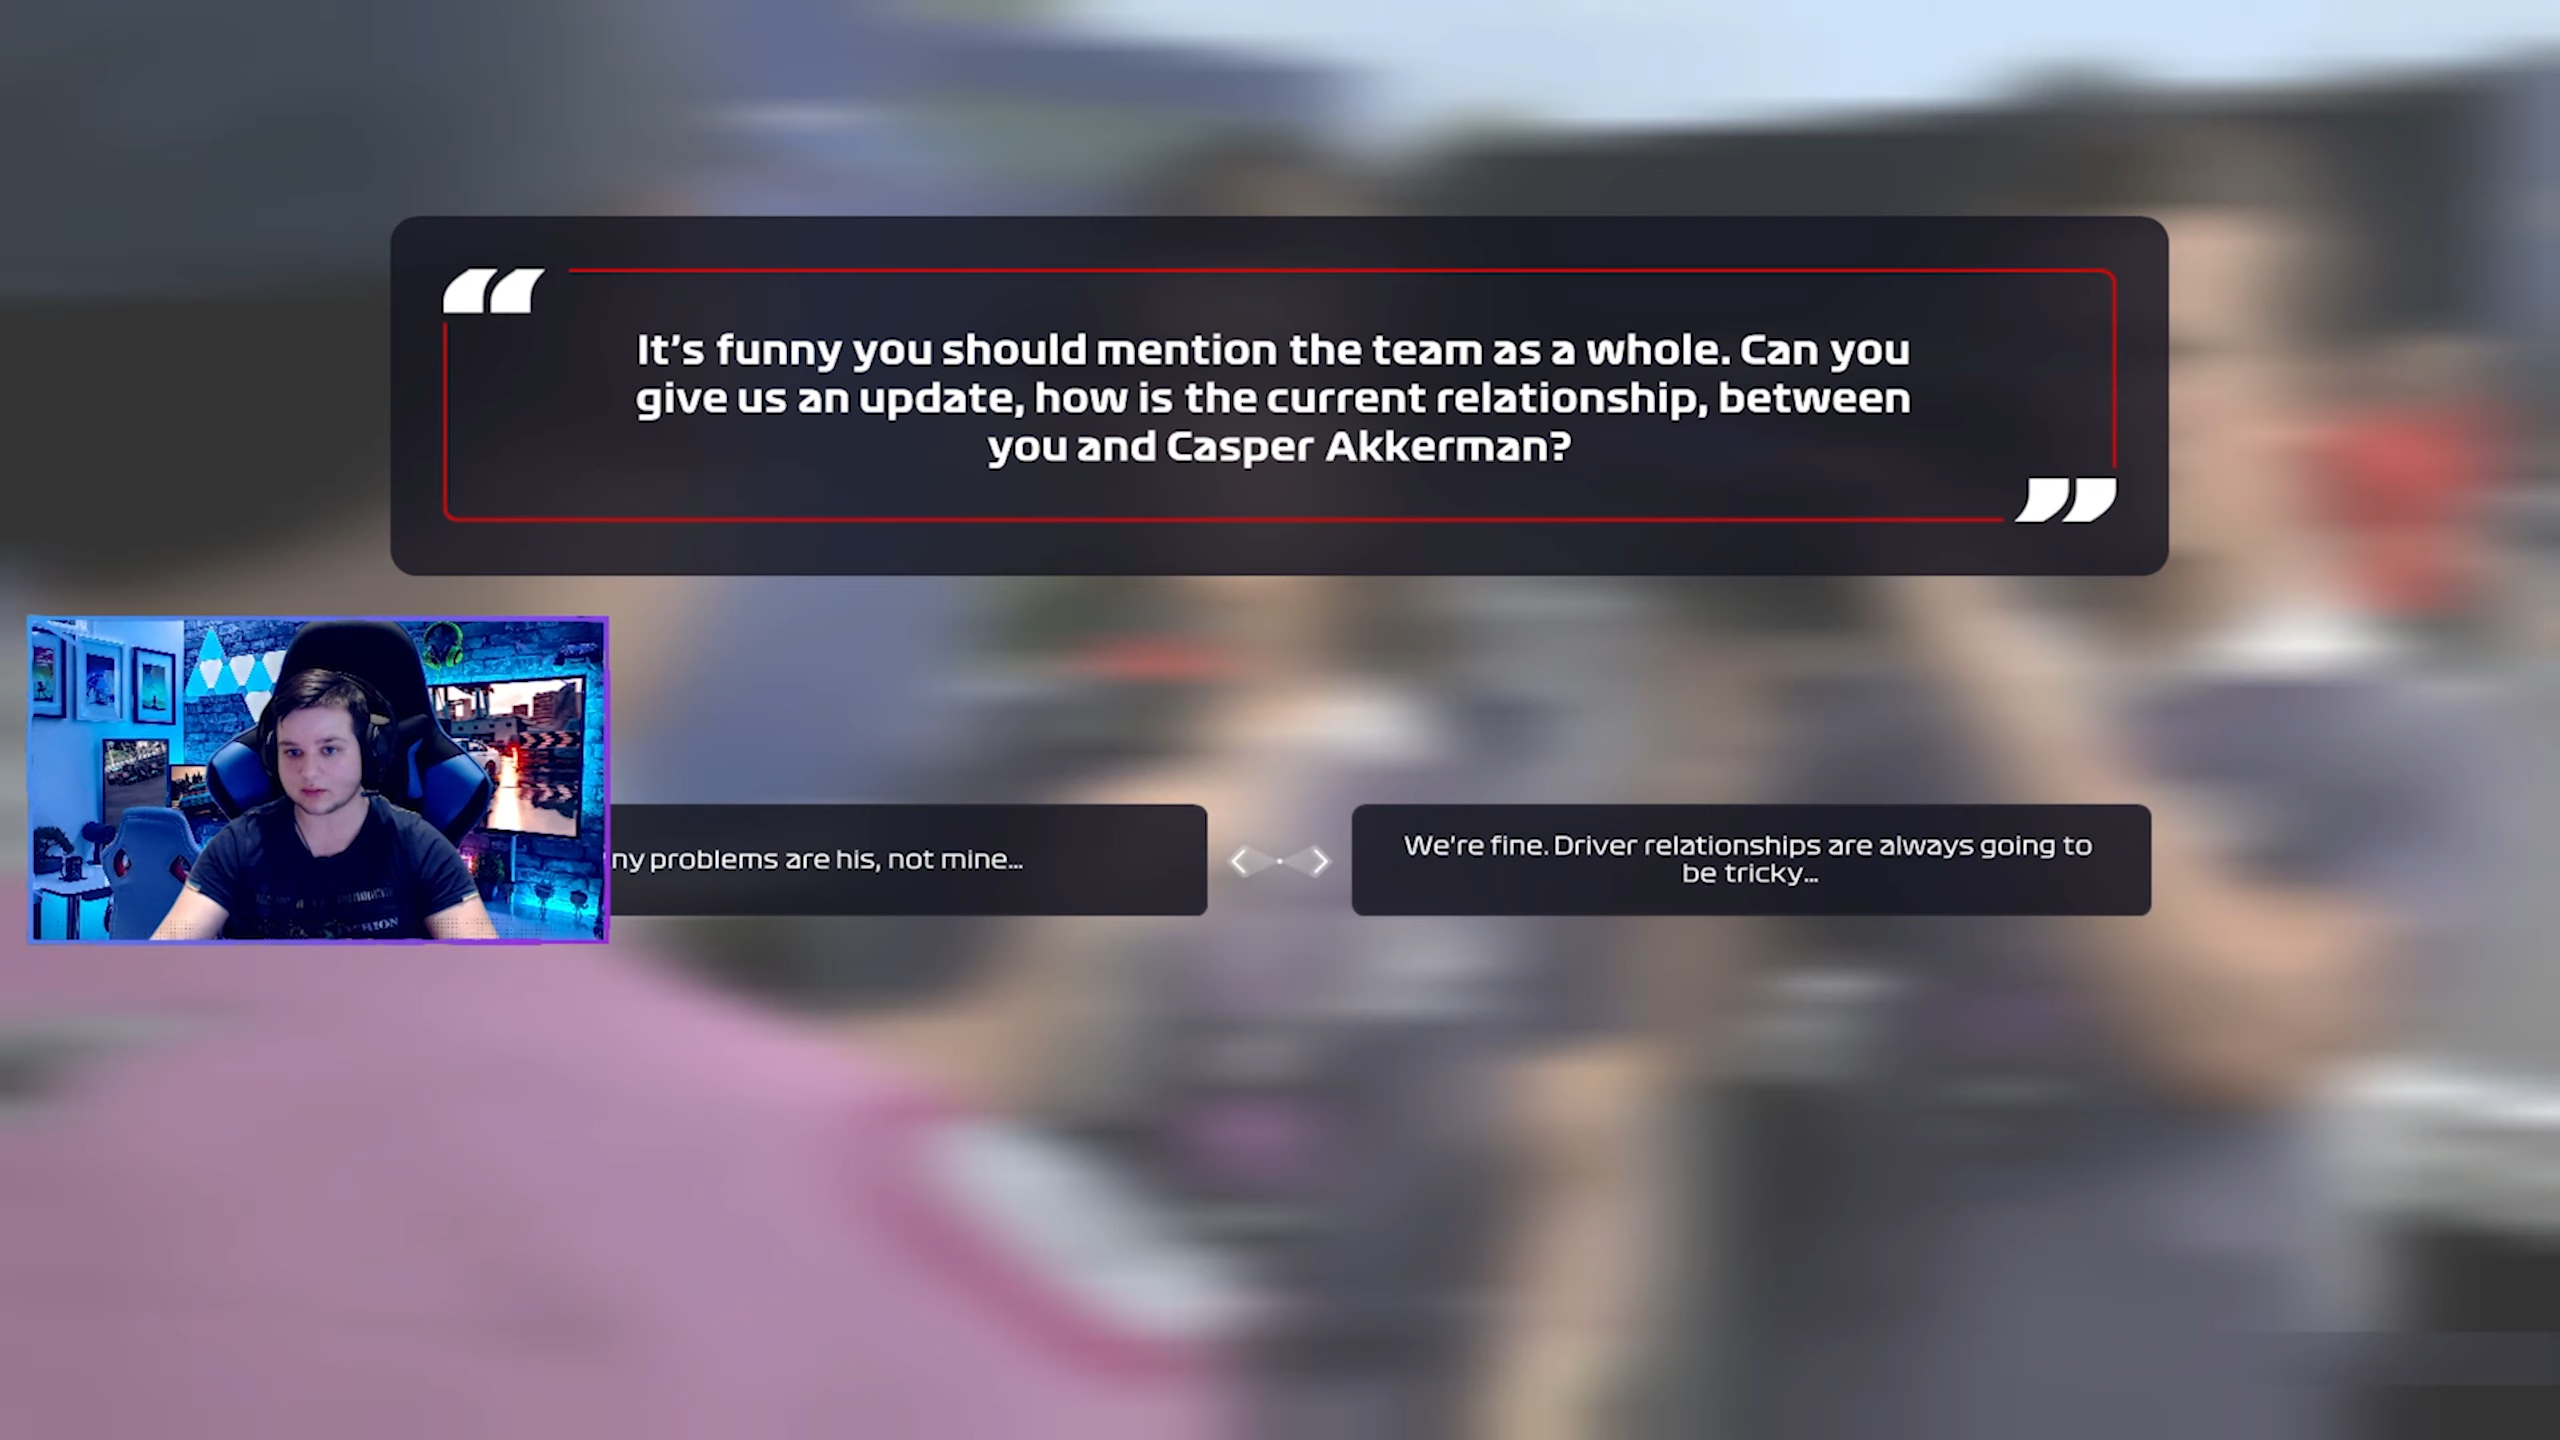 It's funny you should mention the team as a whole. Can you
give us an update, how is the current relationship, between
you and Casper Akkerman?
ny problems are his, not mine...
We're fine. Driver relationships are always going to
be tricky...